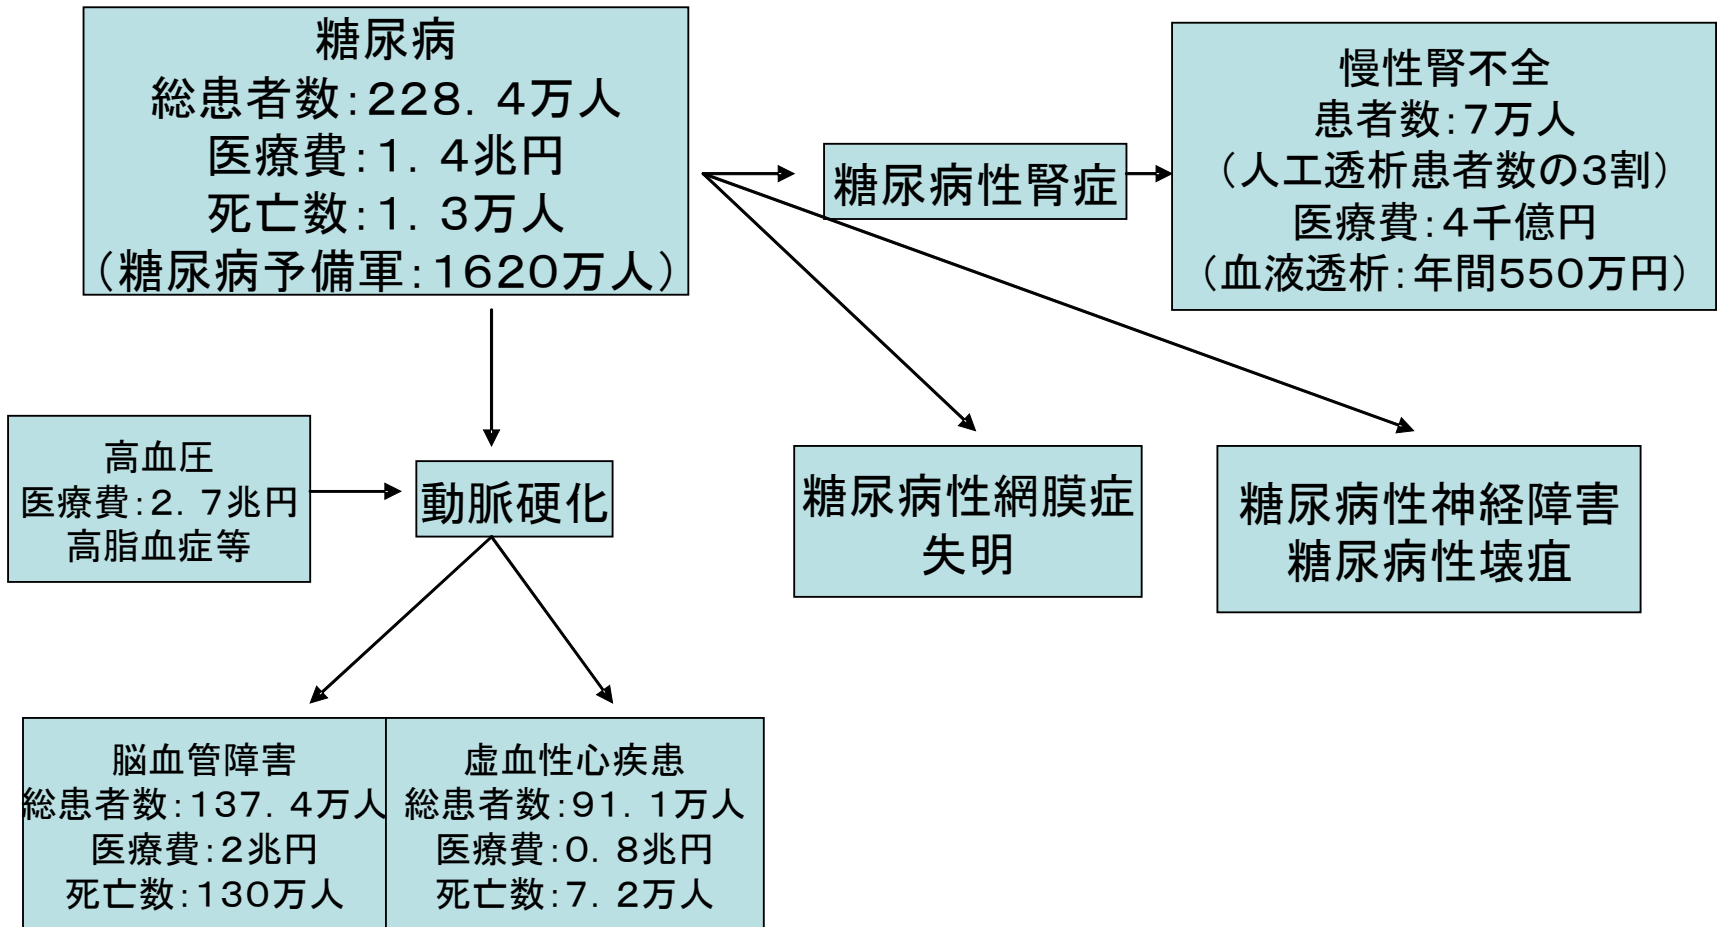 糖尿病
総患者数：228．4万人
医療費：1．4兆円
死亡数：1．3万人
（糖尿病予備軍：1620万人）
慢性腎不全
患者数：7万人
（人工透析患者数の3割）
医療費：4千億円
（血液透析：年間550万円）
糖尿病性腎症
高血圧
医療費：2．7兆円
高脂血症等
動脈硬化
糖尿病性網膜症
失明
糖尿病性神経障害
糖尿病性壊疽
脳血管障害
総患者数：137．4万人
医療費：2兆円
死亡数：130万人
虚血性心疾患
総患者数：91．1万人
医療費：0．8兆円
死亡数：7．2万人